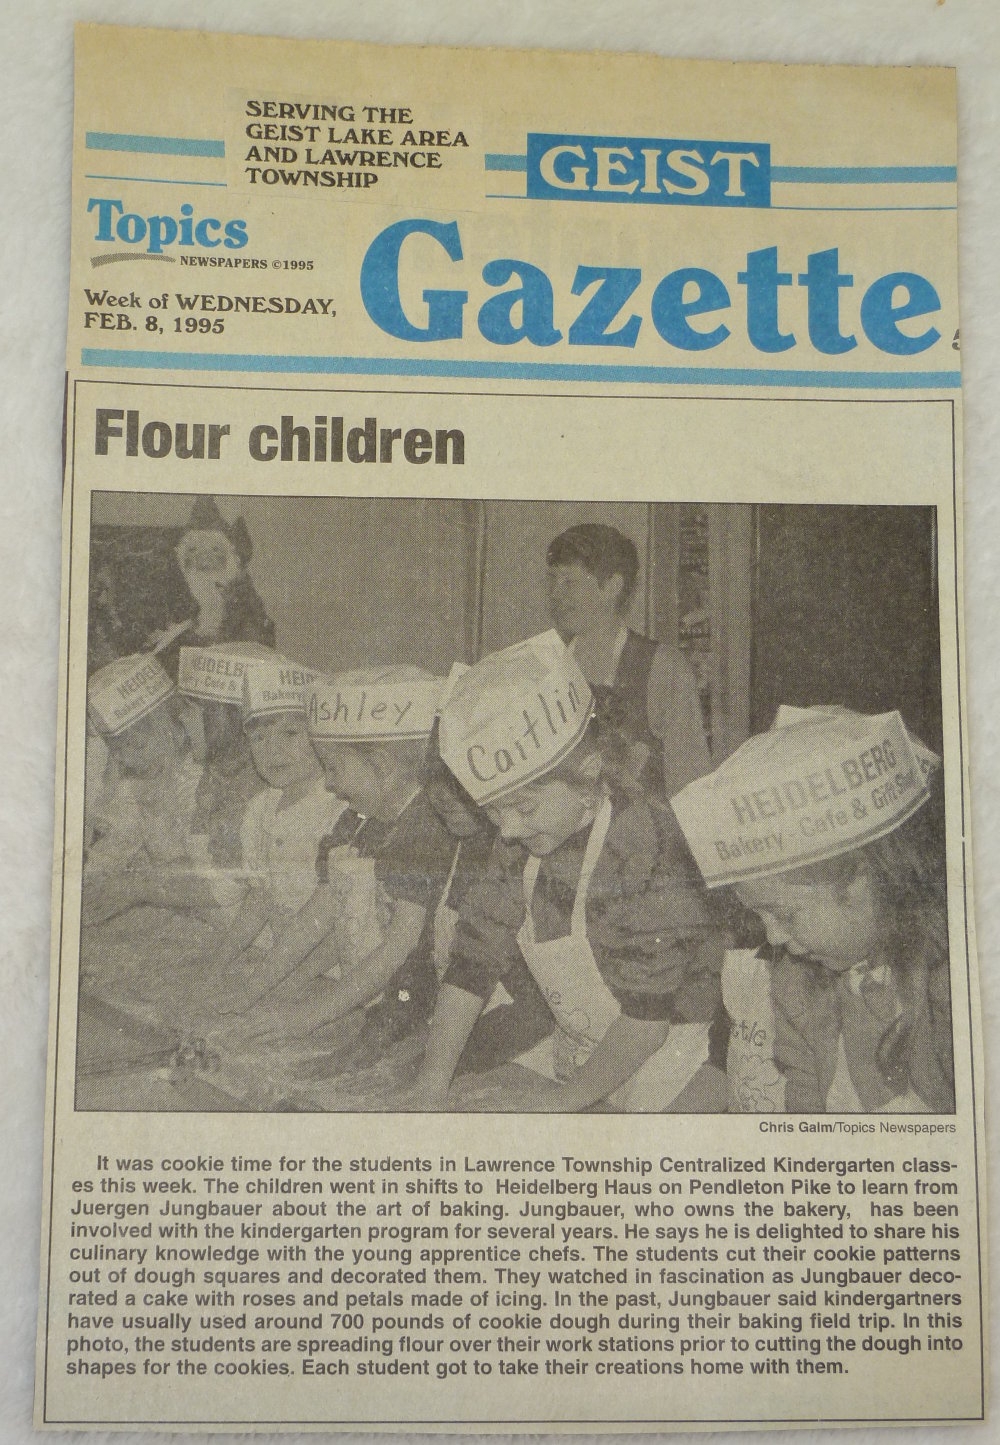 SERVING THE
GEIST LAKE AREA
AND LAWRENCE
TOWNSHIP
GEIST
Topics
NEWSPAPERS ©1995
Gazette
Week of WEDNESDAY,
FEB. 8, 1995
Flour children
HEIDEL
HEIDELB
Cafe &
HEID
Bakery
Ashley
Caitlin
HEIDELBERG
Bakery Cafe & Gift
Chris Galm/Topics Newspapers
It was cookie time for the students in Lawrence Township Centralized Kindergarten class-
es this week. The children went in shifts to Heidelberg Haus on Pendleton Pike to learn from
Juergen Jungbauer about the art of baking. Jungbauer, who owns the bakery, has been
involved with the kindergarten program for several years. He says he is delighted to share his
culinary knowledge with the young apprentice chefs. The students cut their cookie patterns
out of dough squares and decorated them. They watched in fascination as Jungbauer deco-
rated a cake with roses and petals made of icing. In the past, Jungbauer said kindergartners
have usually used around 700 pounds of cookie dough during their baking field trip. In this
photo, the students are spreading flour over their work stations prior to cutting the dough into
shapes for the cookies. Each student got to take their creations home with them.